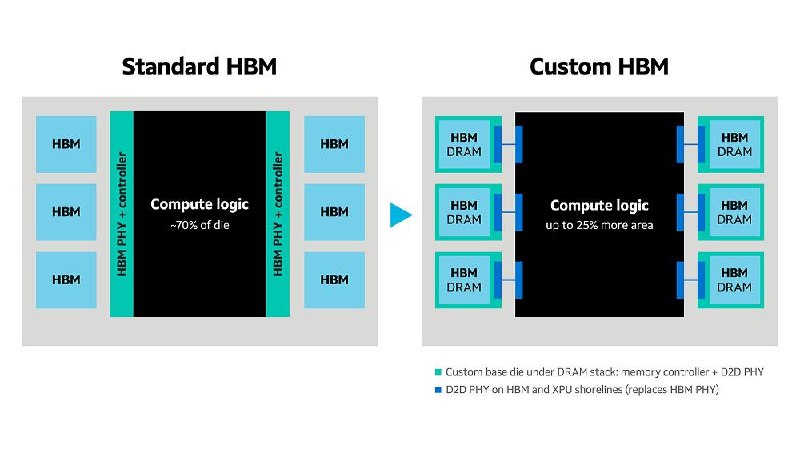 Standard HBM
HBM
HBM
HBM
HBM PHY + controller
Compute logic
~70% of die
HBM PHY + controller
HBM
HBM
HBM
Custom HBM
HBM
DRAM
HBM
DRAM
HBM
DRAM
Compute logic
up to 25% more area
HBM
DRAM
HBM
DRAM
HBM
DRAM
Custom base die under DRAM stack: memory controller + D2D PHY
D2D PHY on HBM and XPU shorelines (replaces HBM PHY)